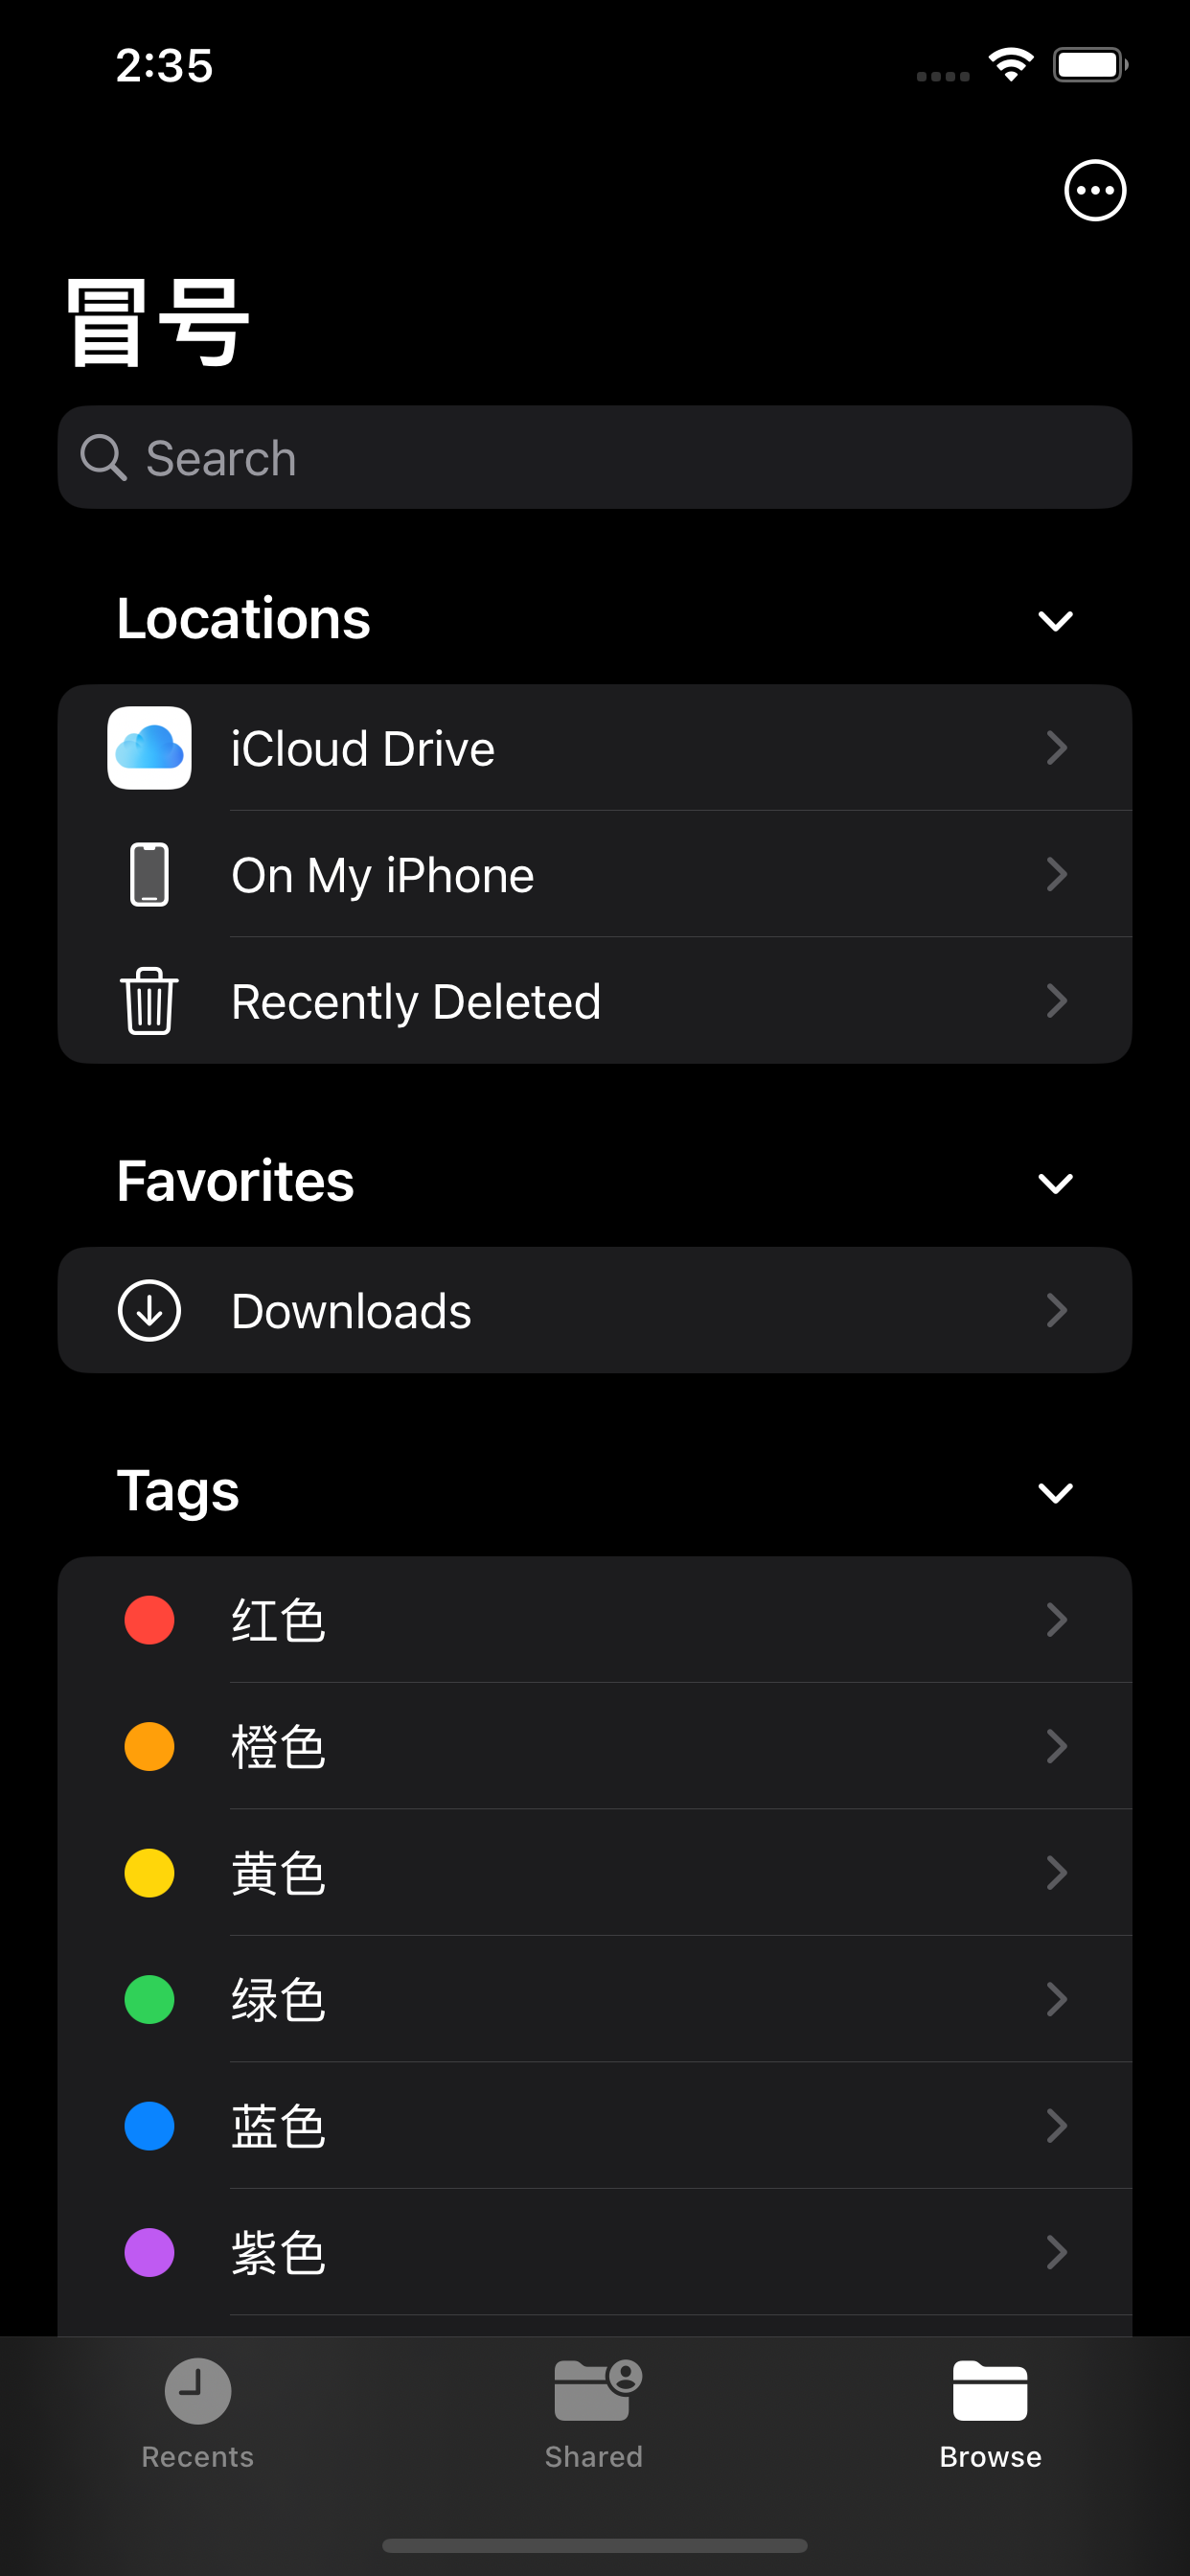 2:35
冒号
Search
Locations
iCloud Drive
On My iPhone
Recently Deleted
Favorites
Downloads
Tags
红色
橙色
黄色
绿色
蓝色
紫色
Recents
Shared
Browse